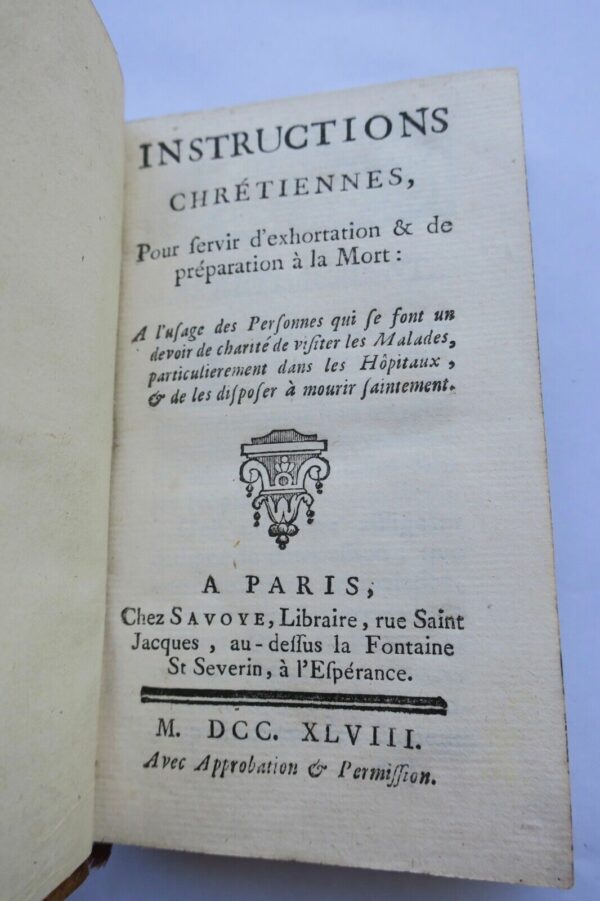 INSTRUCTIONS
CHRÉTIENNES,
Pour ſervir d'exhortation & de
préparation à la Mort :
A l'uſage des Perſonnes qui ſe font un
devoir de charité de viſiter les Malades,
particulierement dans les Hôpitaux,
& de les diſpoſer à mourir ſaintement.
A PARIS,
Chez SAVOYE, Libraire, rue Saint
Jacques, au-deſſus la Fontaine
St Severin, à l'Eſpérance.
M. DCC. XLVIII.
Avec Approbation & Permiſſion.